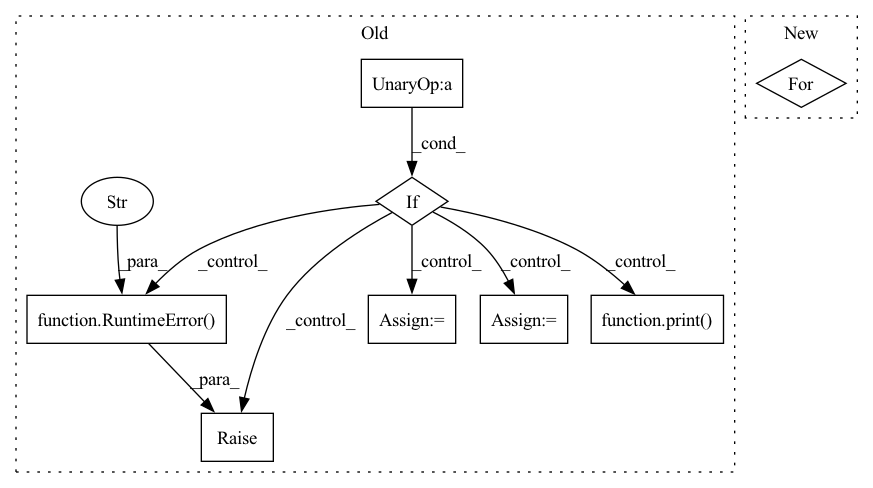 Old
New
UnaryOp:a
For
_cond_
Str
If
_para_
_control_
_control_
_control_
_control_
function.RuntimeError()
_control_
Assign:=
Assign:=
function.print()
_para_
Raise